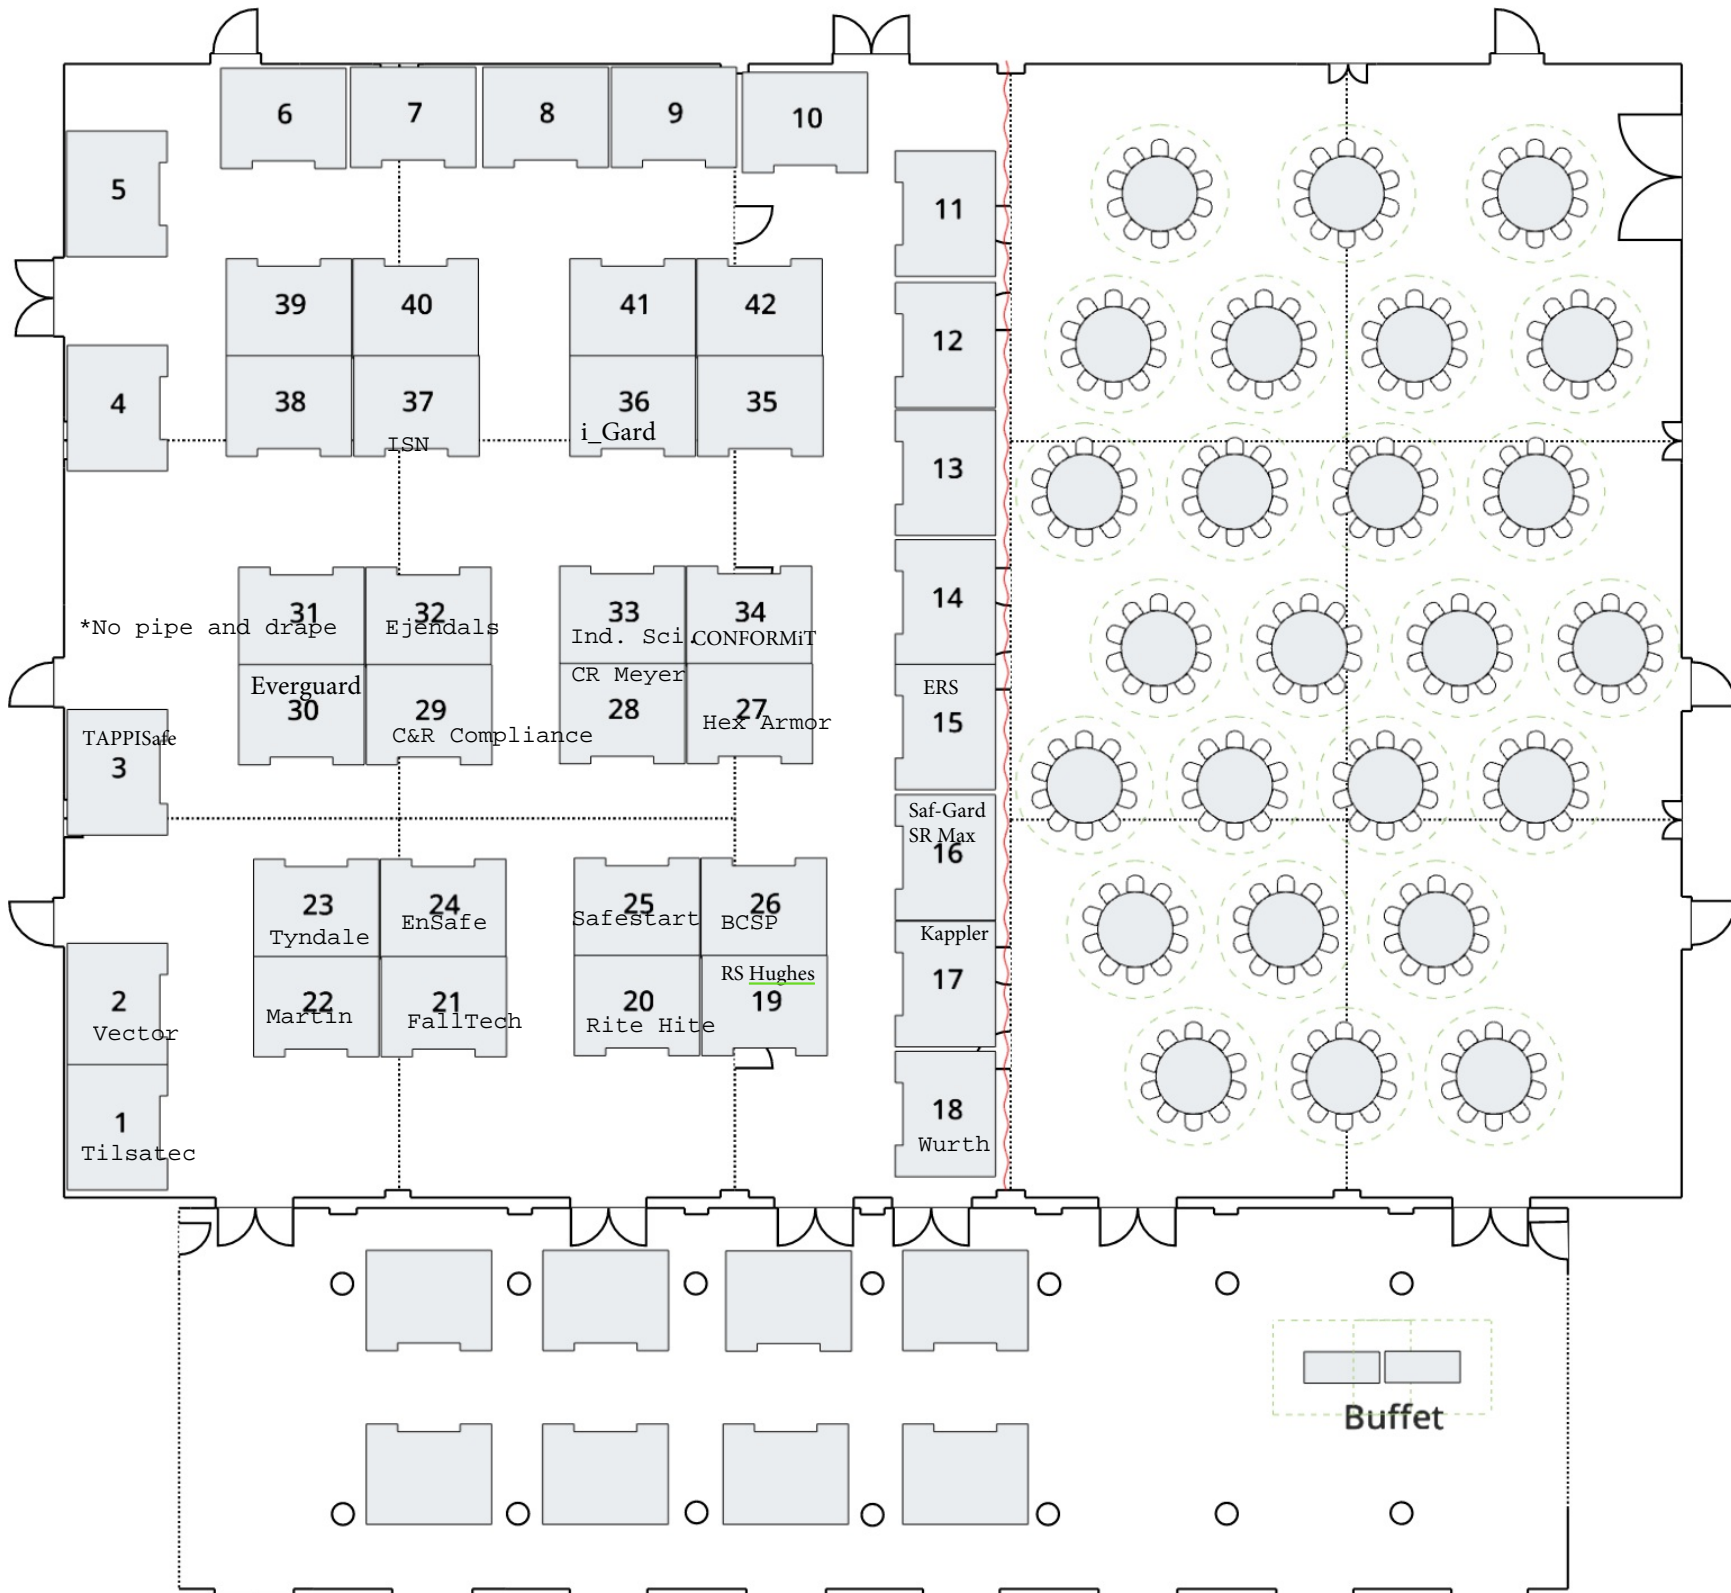 6
7
8
9
10
5
11
39
40
41
42
12
4
38
37
ISN
36
i_Gard
35
13
14
31
*No pipe and drape
32
Ejendals
33
Ind. Sci.
34
CONFORMiT
Everguard
30
29
C&R Compliance
CR Meyer
28
27
Hex Armor
ERS
15
TAPPISafe
3
Saf-Gard
SR Max
16
23
Tyndale
24
EnSafe
25
Safestart
26
BCSP
Kappler
17
2
Vector
22
Martin
21
FallTech
20
Rite Hite
RS Hughes
19
1
Tilsatec
18
Wurth
Buffet